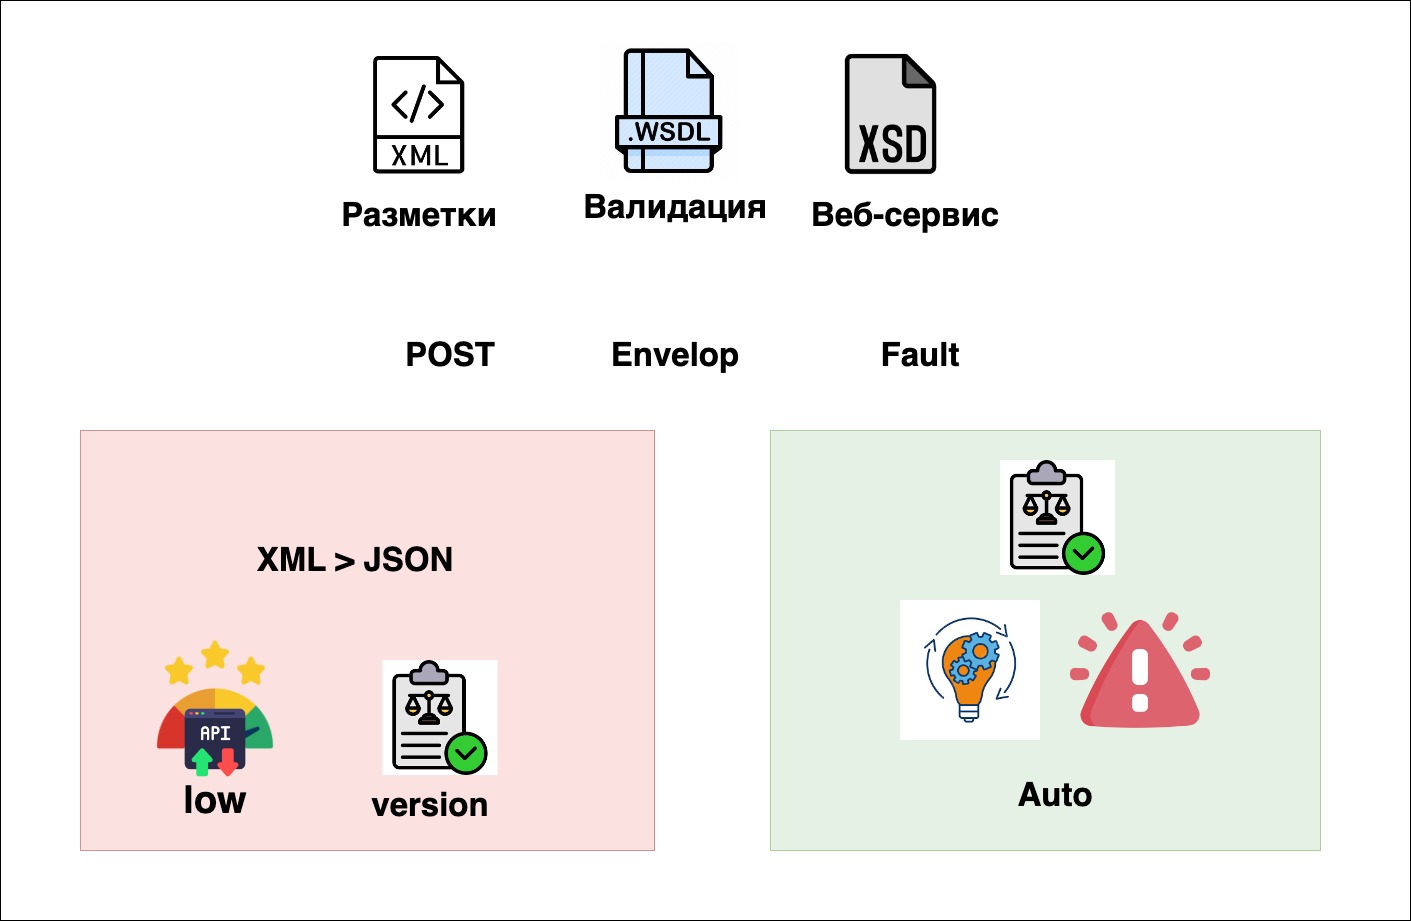 XML
.WSDL
XSD
Разметки
Валидация
Веб-сервис
POST
Envelop
Fault
XML > JSON
API
low
version
Auto